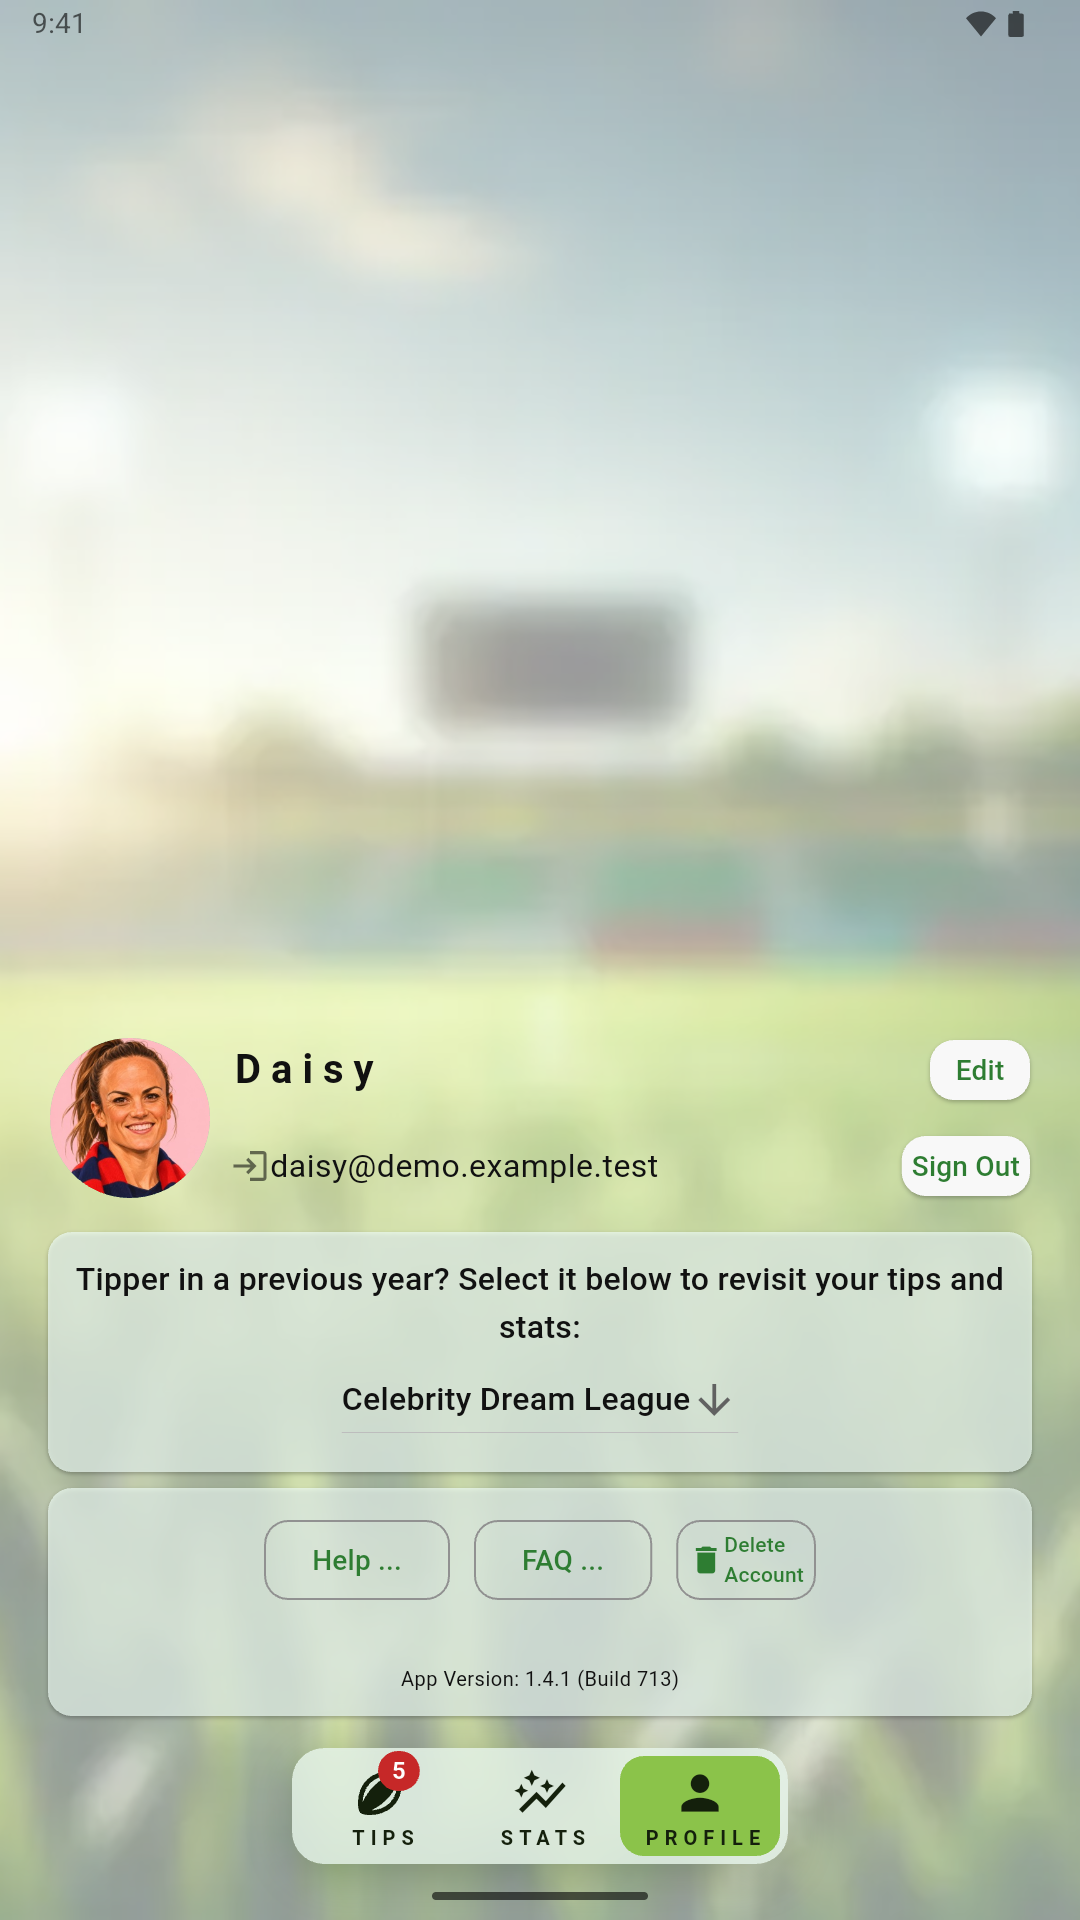 9:41
Daisy
Edit
daisy@demo.example.test
Sign Out
Tipper in a previous year? Select it below to revisit your tips and
stats:
Celebrity Dream League
Help ...
FAQ ...
Delete
Account
App Version: 1.4.1 (Build 713)
5
TIPS
STATS
PROFILE